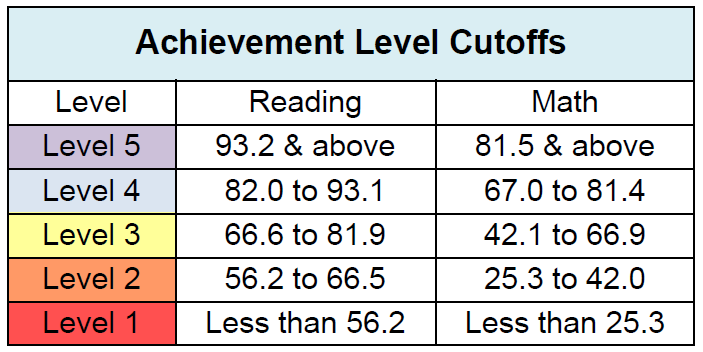 Achievement Level Cutoffs
Level Reading Math
Level 5 93.2 & above 81.5 & above
Level 4 82.0 to 93.1 67.0 to 81.4
Level 3 66.6 to 81.9 42.1 to 66.9
Level 2 56.2 to 66.5 25.3 to 42.0
Level 1 Less than 56.2 Less than 25.3